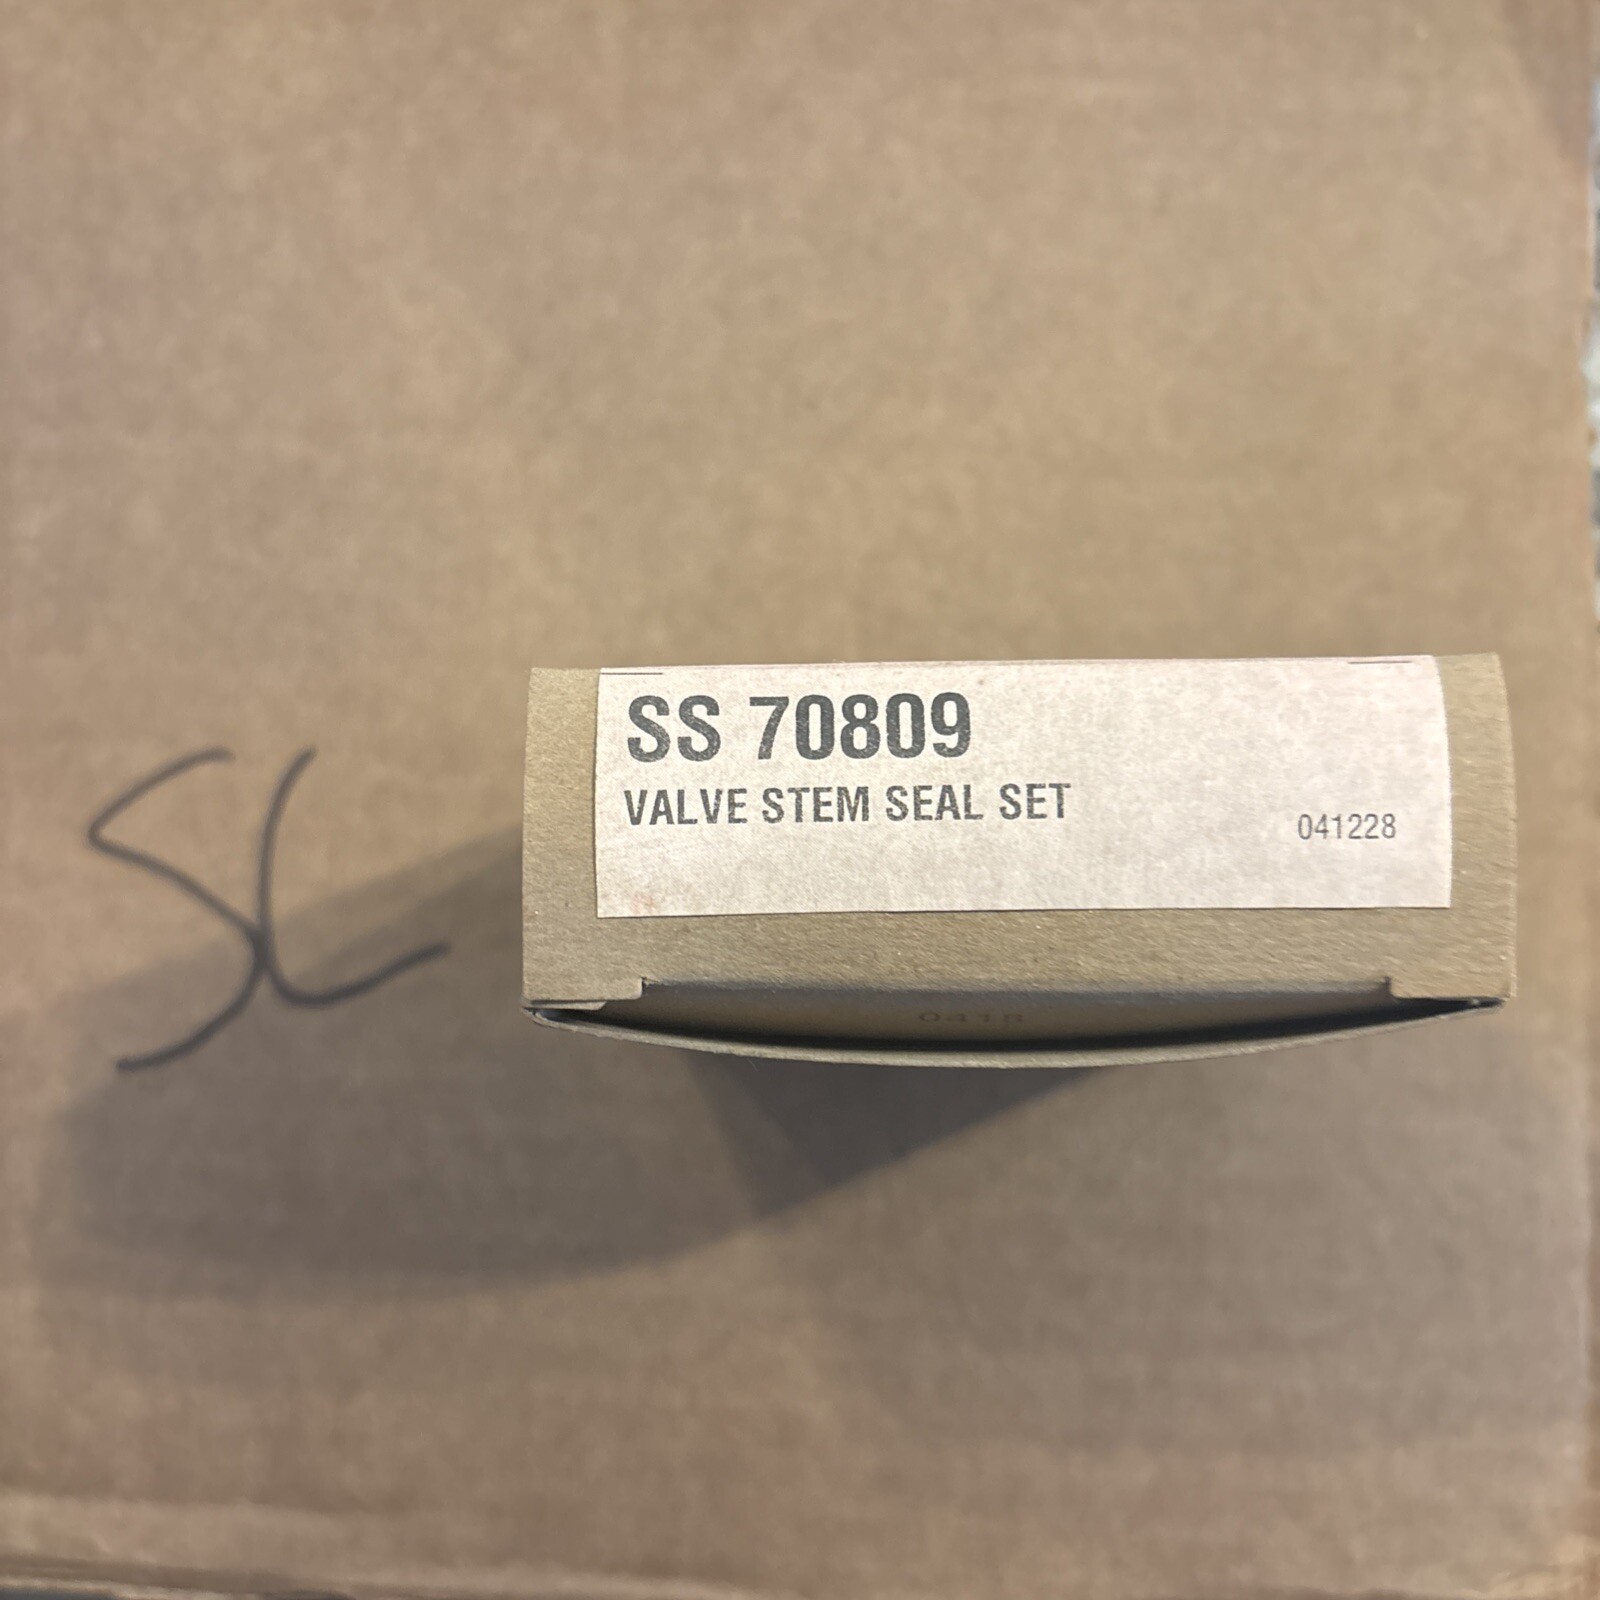 SS 70809
VALVE STEM SEAL SET
041228
SL